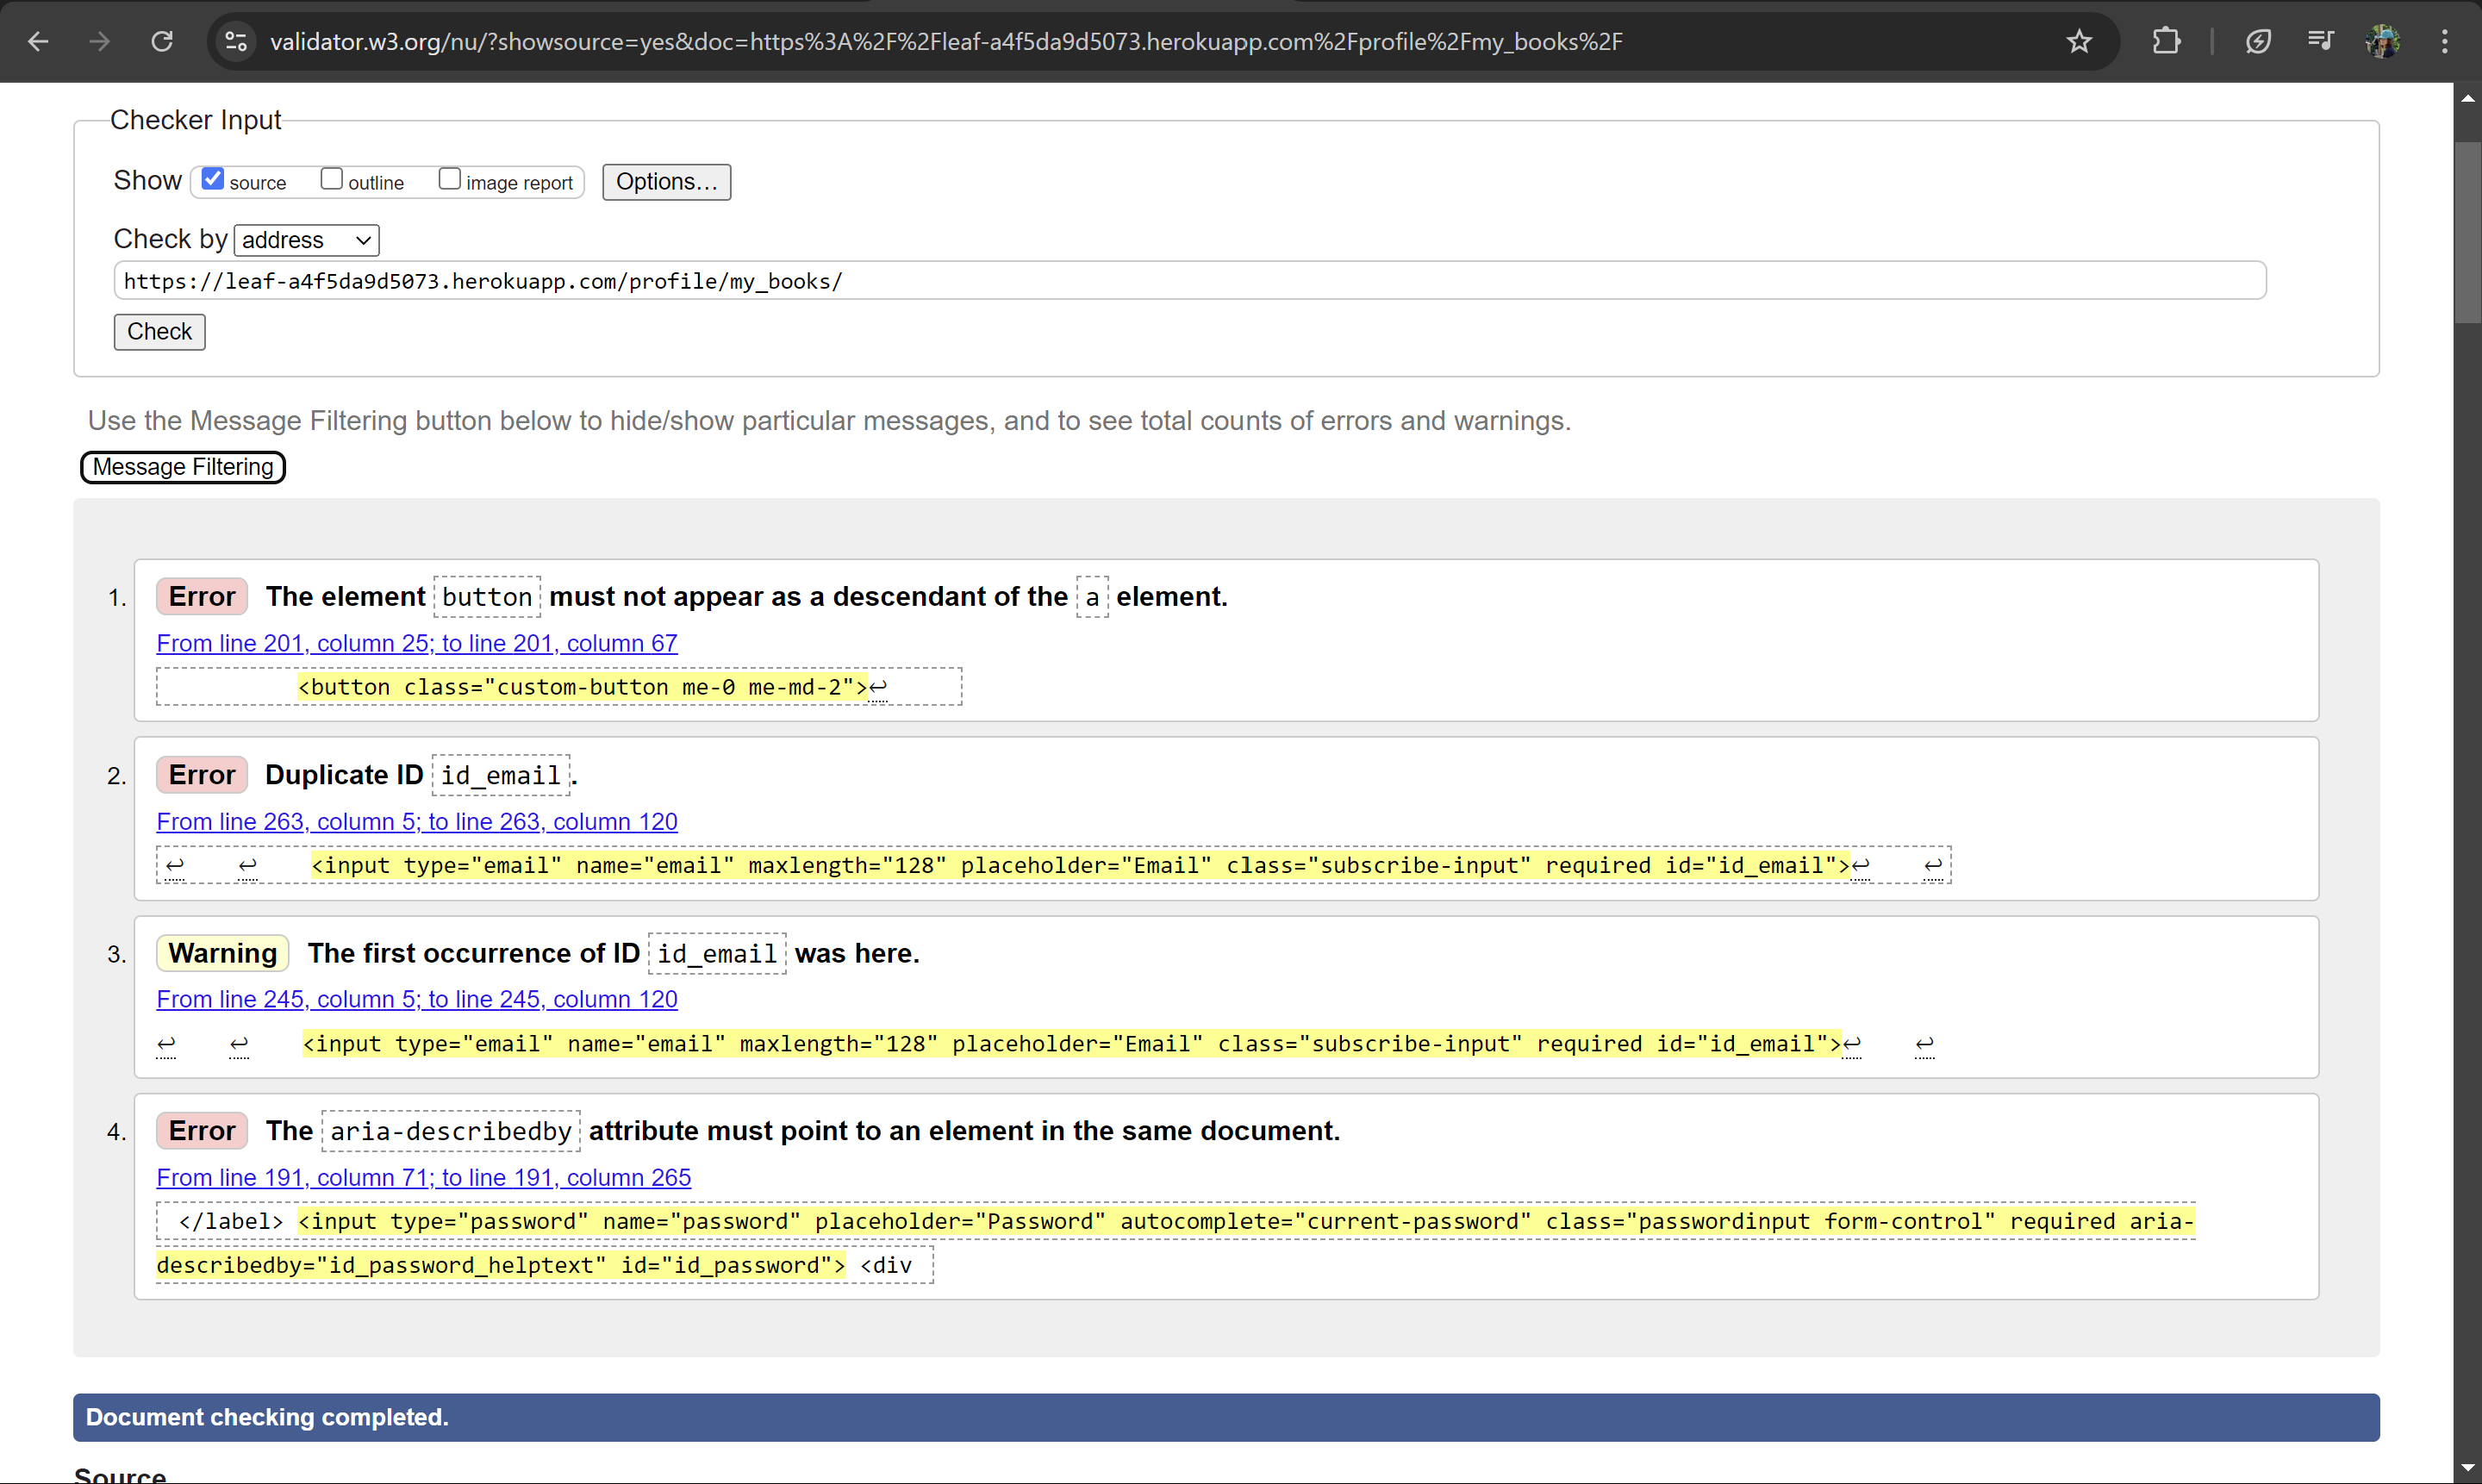 validator.w3.org/nu/?showsource=yes&doc=https%3A%2F%2Fleaf-a4f5da9d5073.herokuapp.com%2Fprofile%2Fmy_books%2F
Checker Input
Show source outline image report Options…
Check by address
https://leaf-a4f5da9d5073.herokuapp.com/profile/my_books/
Check
Use the Message Filtering button below to hide/show particular messages, and to see total counts of errors and warnings.
Message Filtering
1. Error The element button must not appear as a descendant of the a element.
From line 201, column 25; to line 201, column 67
<button class="custom-button me-0 me-md-2">↩
2. Error Duplicate ID id_email.
From line 263, column 5; to line 263, column 120
↩ ↩ <input type="email" name="email" maxlength="128" placeholder="Email" class="subscribe-input" required id="id_email">↩ ↩
3. Warning The first occurrence of ID id_email was here.
From line 245, column 5; to line 245, column 120
↩ ↩ <input type="email" name="email" maxlength="128" placeholder="Email" class="subscribe-input" required id="id_email">↩ ↩
4. Error The aria-describedby attribute must point to an element in the same document.
From line 191, column 71; to line 191, column 265
</label> <input type="password" name="password" placeholder="Password" autocomplete="current-password" class="passwordinput form-control" required aria-
describedby="id_password_helptext" id="id_password"> <div
Document checking completed.
Source